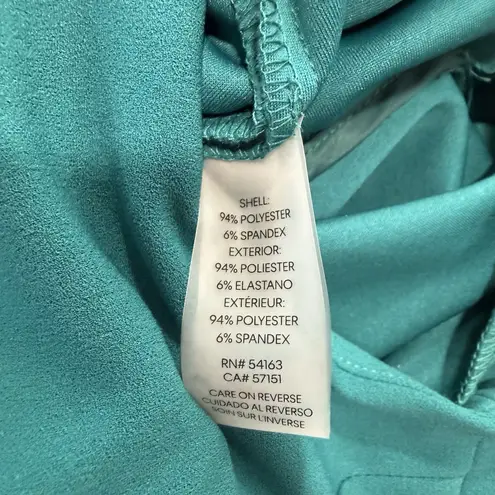 SHELL:
94% POLYESTER
6% SPANDEX
EXTERIOR:
94% POLIESTER
6% ELASTANO
EXTÉRIEUR:
94% POLYESTER
6% SPANDEX
RN# 54163
CA# 57151
CARE ON REVERSE
CUIDADO AL REVERSO
SOIN SUR L'INVERSE